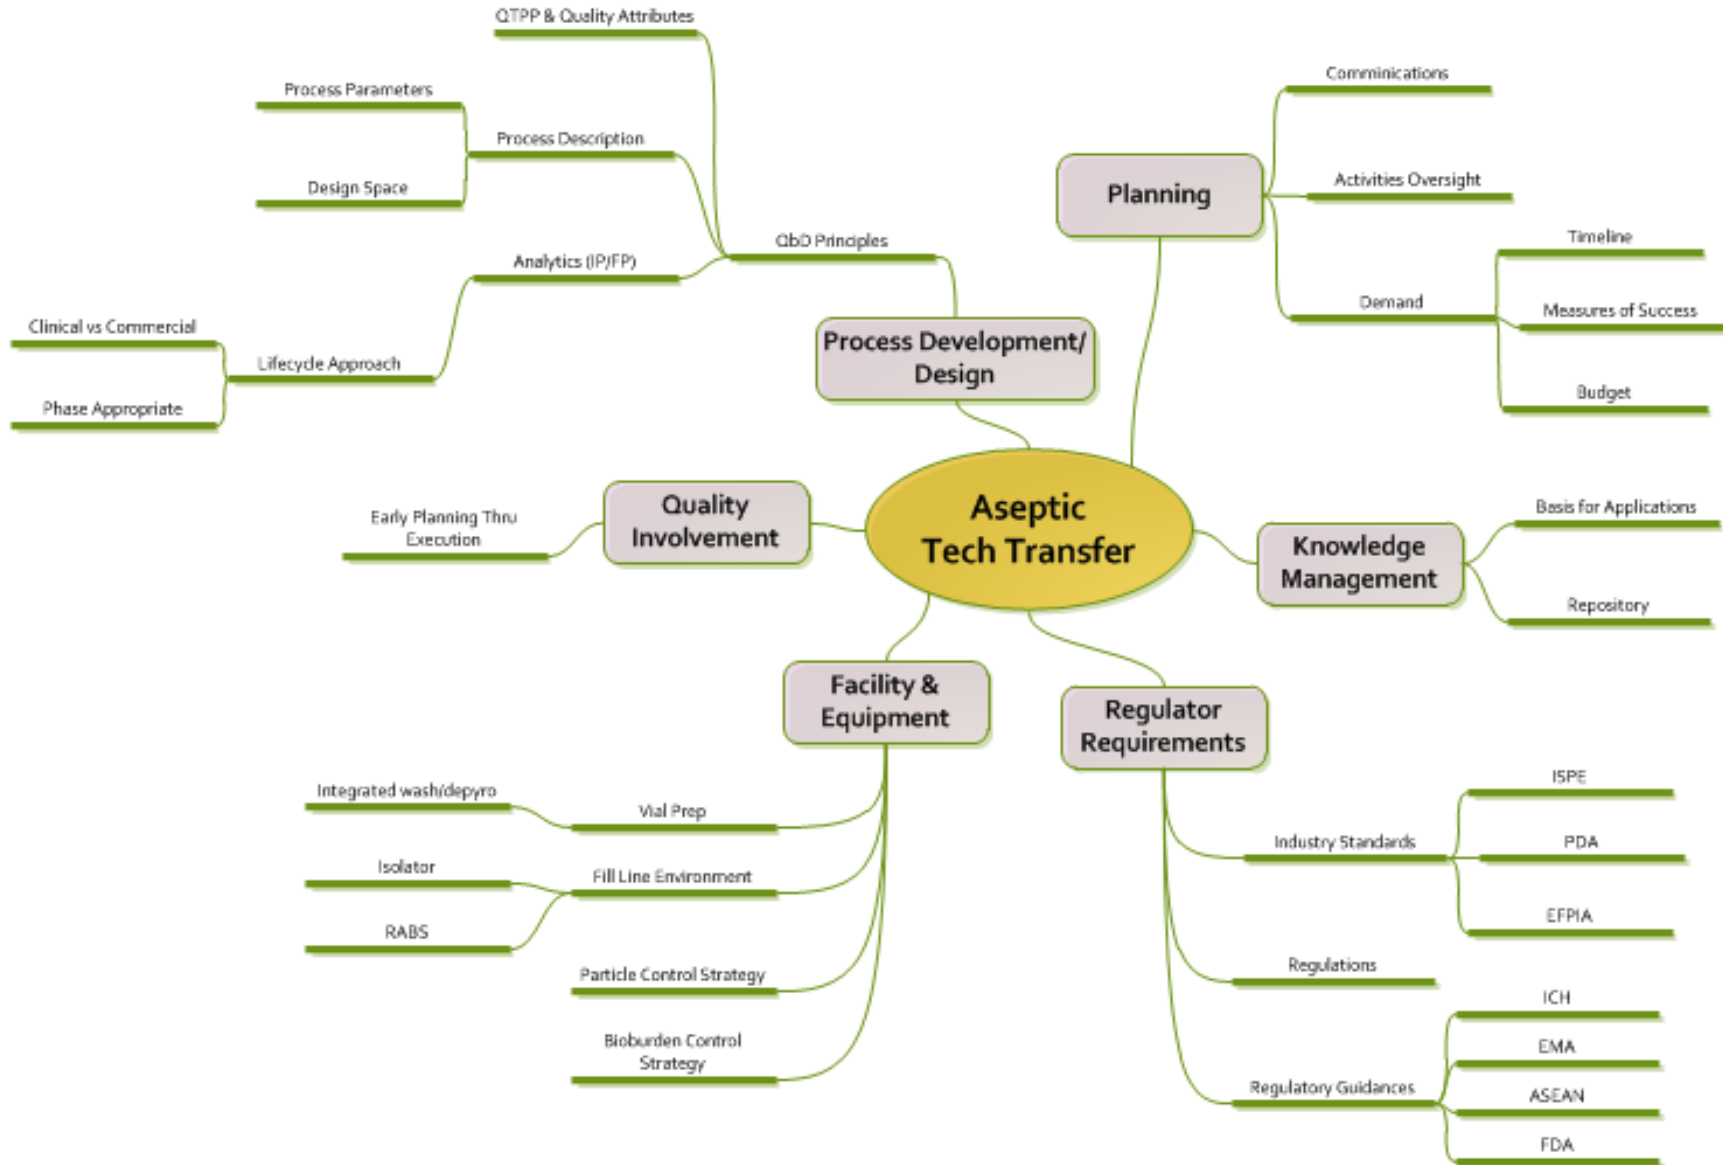 QTPP & Quality Attributes
Process Parameters
Process Description
Design Space
QbD Principles
Analytics (IP/FP)
Clinical vs Commercial
Lifecycle Approach
Phase Appropriate
Process Development/
Design
Comminications
Planning
Activities Oversight
Timeline
Demand
Measures of Success
Budget
Aseptic
Tech Transfer
Quality
Involvement
Early Planning Thru
Execution
Knowledge
Management
Basis for Applications
Repository
Facility &
Equipment
Integrated wash/depyro
Vial Prep
Isolator
Fill Line Environment
RABS
Particle Control Strategy
Bioburden Control
Strategy
Regulator
Requirements
ISPE
Industry Standards
PDA
EFPIA
Regulations
ICH
EMA
Regulatory Guidances
ASEAN
FDA